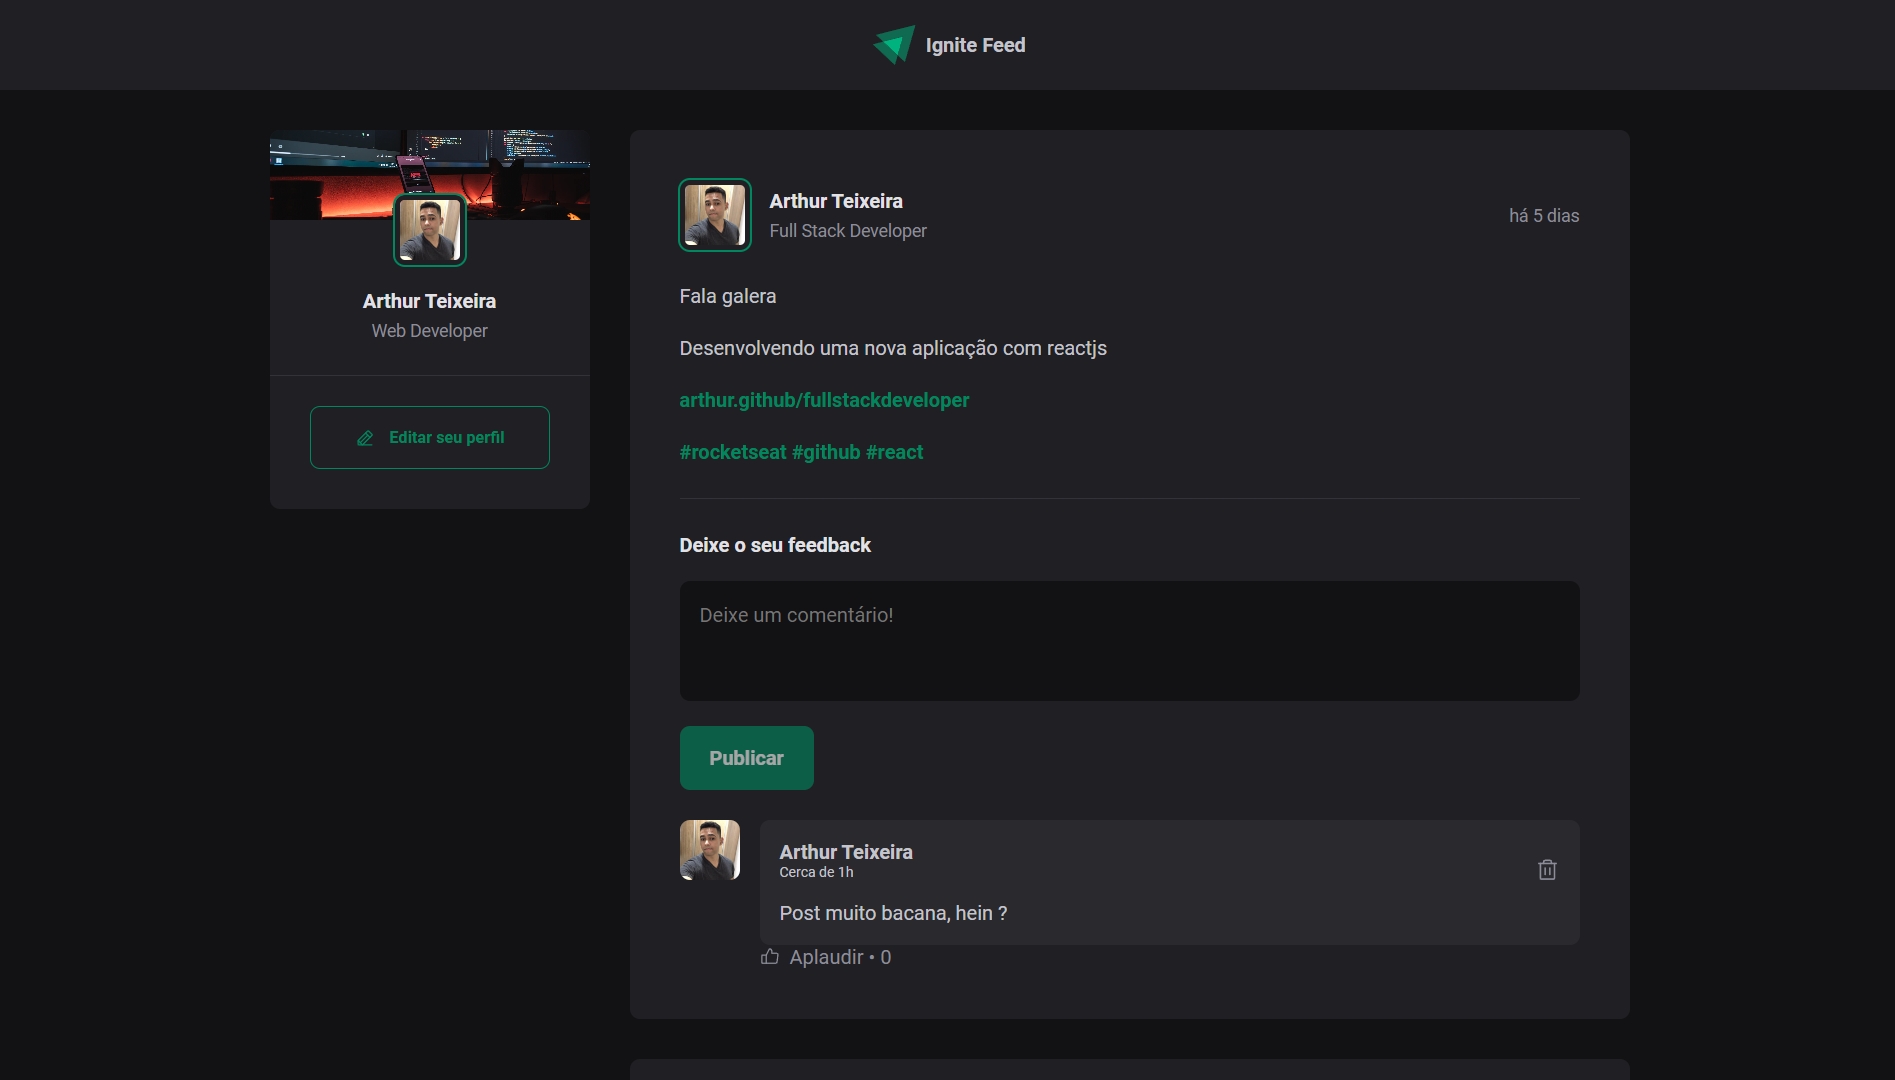 Ignite Feed
Arthur Teixeira
Web Developer
Editar seu perfil
Arthur Teixeira
Full Stack Developer
há 5 dias
Fala galera
Desenvolvendo uma nova aplicação com reactjs
arthur.github/fullstackdeveloper
#rocketseat #github #react
Deixe o seu feedback
Deixe um comentário!
Publicar
Arthur Teixeira
Cerca de 1h
Post muito bacana, hein ?
Aplaudir • 0